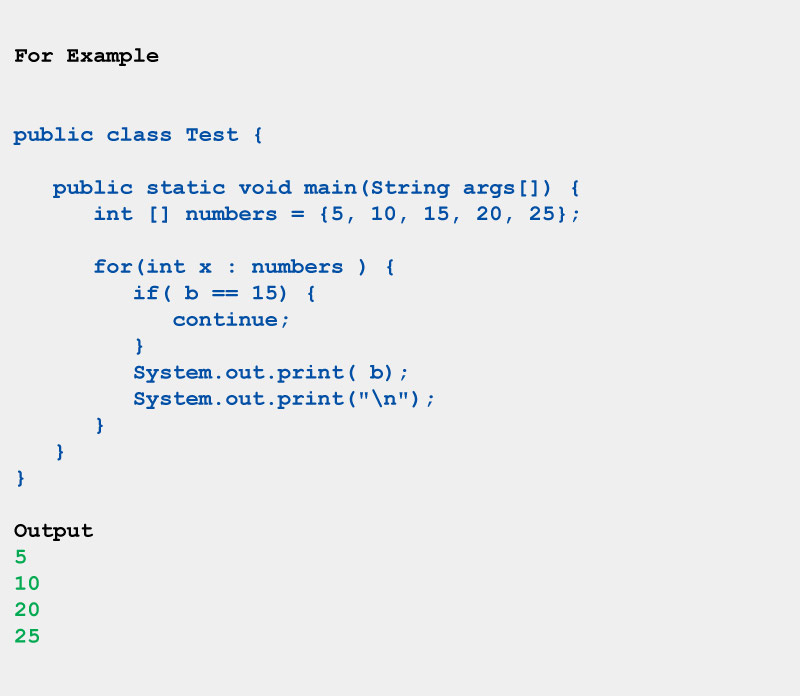 For Example
public class Test {
   public static void main(String args[]) {
      int [] numbers = {5, 10, 15, 20, 25};
      for(int x : numbers ) {
         if( b == 15) {
            continue;
         }
         System.out.print( b);
         System.out.print("\n");
      }
   }
}
Output
5
10
20
25